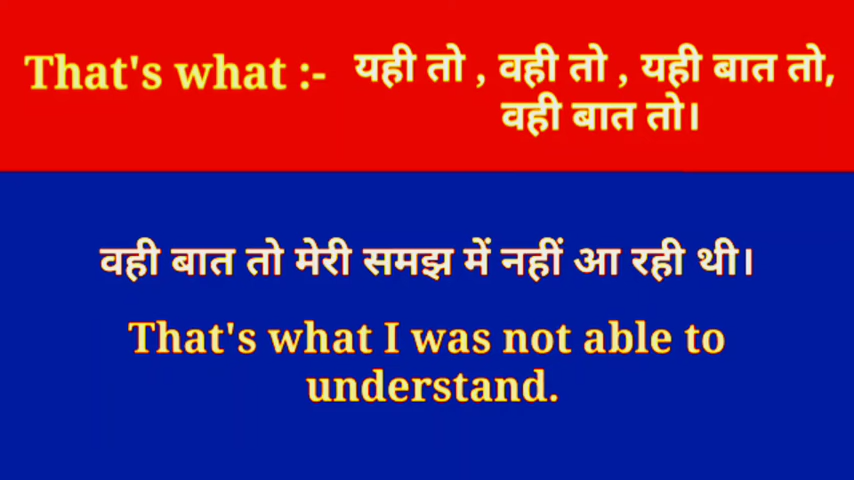 That's what :- यही तो , वही तो , यही बात तो,
वही बात तो।
वही बात तो मेरी समझ में नहीं आ रही थी।
That's what I was not able to
understand.